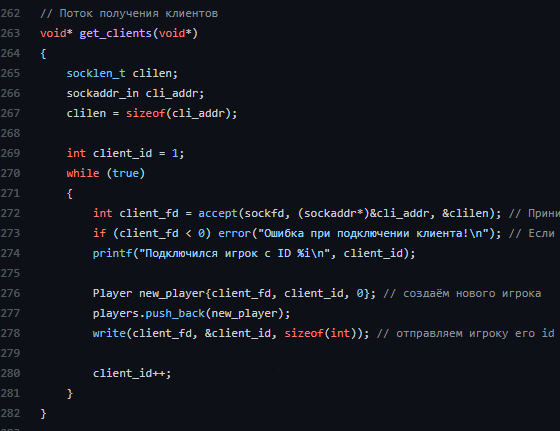 262 // Поток получения клиентов
263 void* get_clients(void*)
264 {
265     socklen_t clilen;
266     sockaddr_in cli_addr;
267     clilen = sizeof(cli_addr);
268
269     int client_id = 1;
270     while (true)
271     {
272         int client_fd = accept(sockfd, (sockaddr*)&cli_addr, &clilen); // Прини
273         if (client_fd < 0) error("Ошибка при подключении клиента!\n"); // Если
274         printf("Подключился игрок с ID %i\n", client_id);
275
276         Player new_player{client_fd, client_id, 0}; // создаём нового игрока
277         players.push_back(new_player);
278         write(client_fd, &client_id, sizeof(int)); // отправляем игроку его id
279
280         client_id++;
281     }
282 }